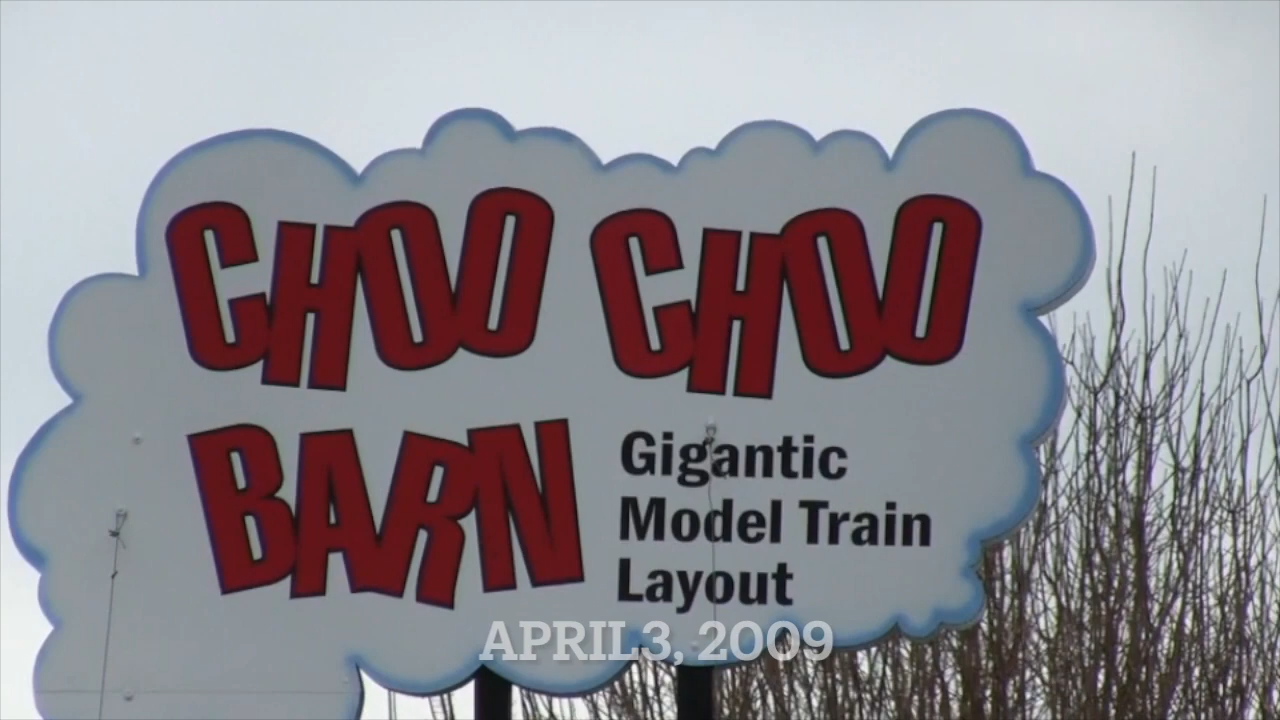 CHOO CHOO
BARN
Gigantic
Model Train
Layout
APRIL 3, 2009